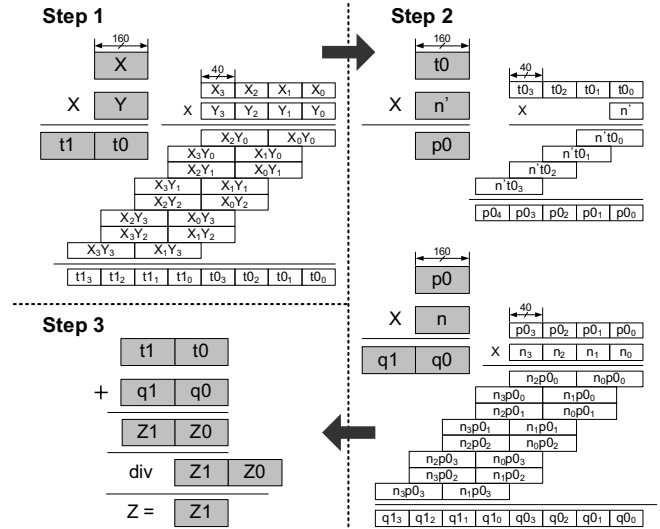 Step 1
160
X
X Y
t1 t0
40
X₃ X₂ X₁ X₀
X Y₃ Y₂ Y₁ Y₀
X₂Y₀ X₀Y₀
X₃Y₀ X₁Y₀
X₂Y₁ X₀Y₁
X₃Y₁ X₁Y₁
X₂Y₂ X₀Y₂
X₂Y₃ X₀Y₃
X₃Y₂ X₁Y₂
X₃Y₃ X₁Y₃
t1₃ t1₂ t1₁ t1₀ t0₃ t0₂ t0₁ t0₀
Step 2
160
t0
X n'
p0
40
t0₃ t0₂ t0₁ t0₀
X n'
n't0₀
n't0₁
n't0₂
n't0₃
p0₄ p0₃ p0₂ p0₁ p0₀
160
p0
X n
q1 q0
40
p0₃ p0₂ p0₁ p0₀
X n₃ n₂ n₁ n₀
n₂p0₀ n₀p0₀
n₃p0₀ n₁p0₀
n₂p0₁ n₀p0₁
n₃p0₁ n₁p0₁
n₂p0₂ n₀p0₂
n₂p0₃ n₀p0₃
n₃p0₂ n₁p0₂
n₃p0₃ n₁p0₃
q1₃ q1₂ q1₁ q1₀ q0₃ q0₂ q0₁ q0₀
Step 3
t1 t0
+ q1 q0
Z1 Z0
div Z1 Z0
Z = Z1